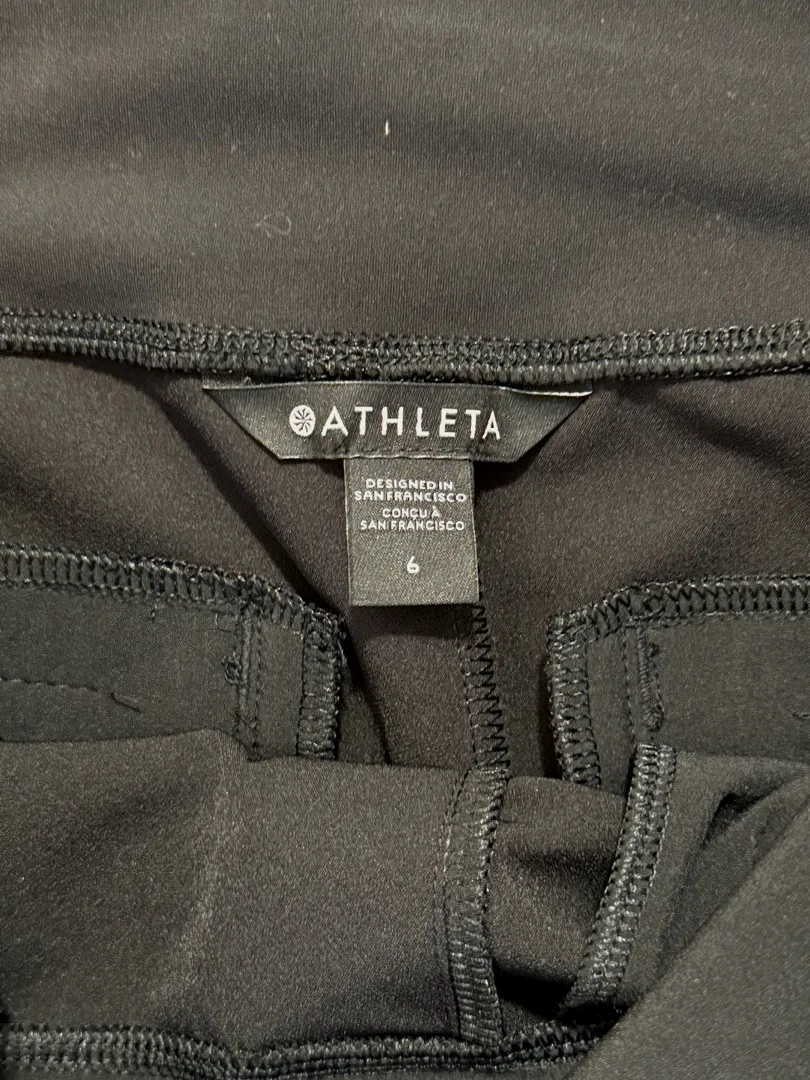 ATHLETA
DESIGNED IN
SAN FRANCISCO
CONÇU À
SAN FRANCISCO
6